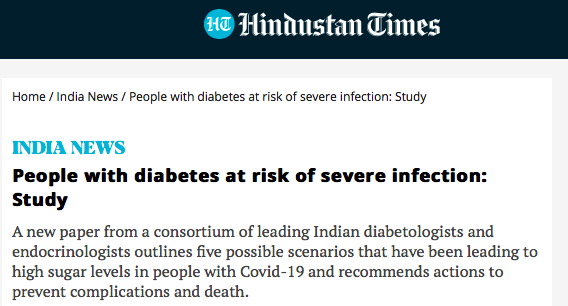 HT Hindustan Times
Home / India News / People with diabetes at risk of severe infection: Study
INDIA NEWS
People with diabetes at risk of severe infection:
Study
A new paper from a consortium of leading Indian diabetologists and
endocrinologists outlines five possible scenarios that have been leading to
high sugar levels in people with Covid-19 and recommends actions to
prevent complications and death.